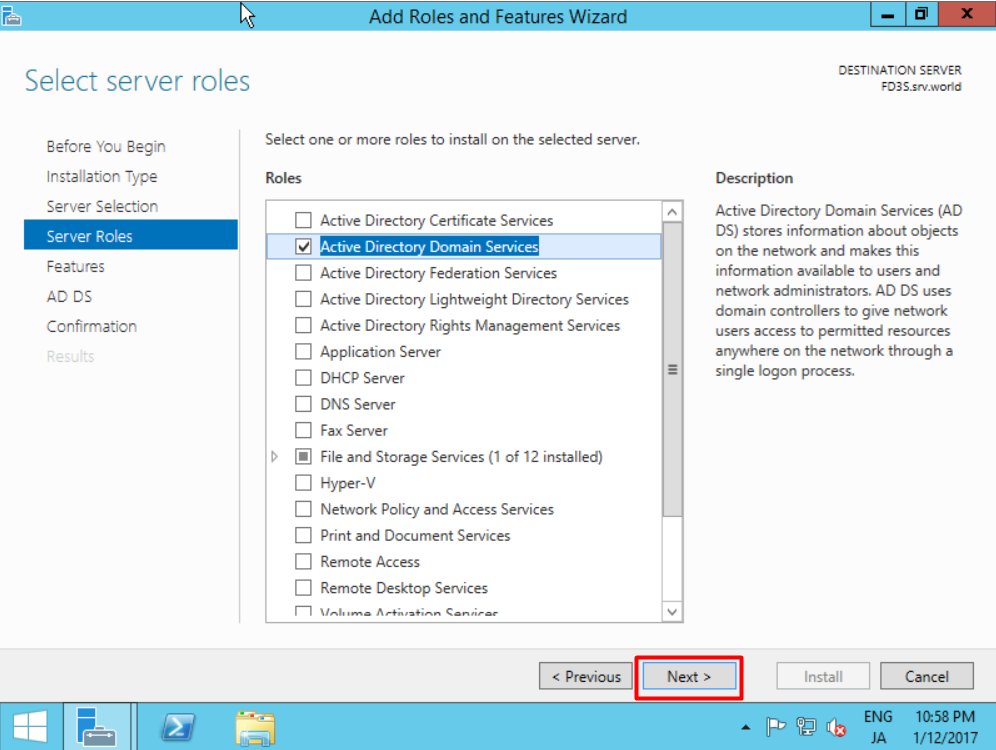 Add Roles and Features Wizard
Select server roles
DESTINATION SERVER
FD3S.srv.world
Before You Begin
Installation Type
Server Selection
Server Roles
Features
AD DS
Confirmation
Results
Select one or more roles to install on the selected server.
Roles
Active Directory Certificate Services
Active Directory Domain Services
Active Directory Federation Services
Active Directory Lightweight Directory Services
Active Directory Rights Management Services
Application Server
DHCP Server
DNS Server
Fax Server
File and Storage Services (1 of 12 installed)
Hyper-V
Network Policy and Access Services
Print and Document Services
Remote Access
Remote Desktop Services
Volume Activation Services
Description
Active Directory Domain Services (AD
DS) stores information about objects
on the network and makes this
information available to users and
network administrators. AD DS uses
domain controllers to give network
users access to permitted resources
anywhere on the network through a
single logon process.
< Previous
Next >
Install
Cancel
ENG
JA
10:58 PM
1/12/2017